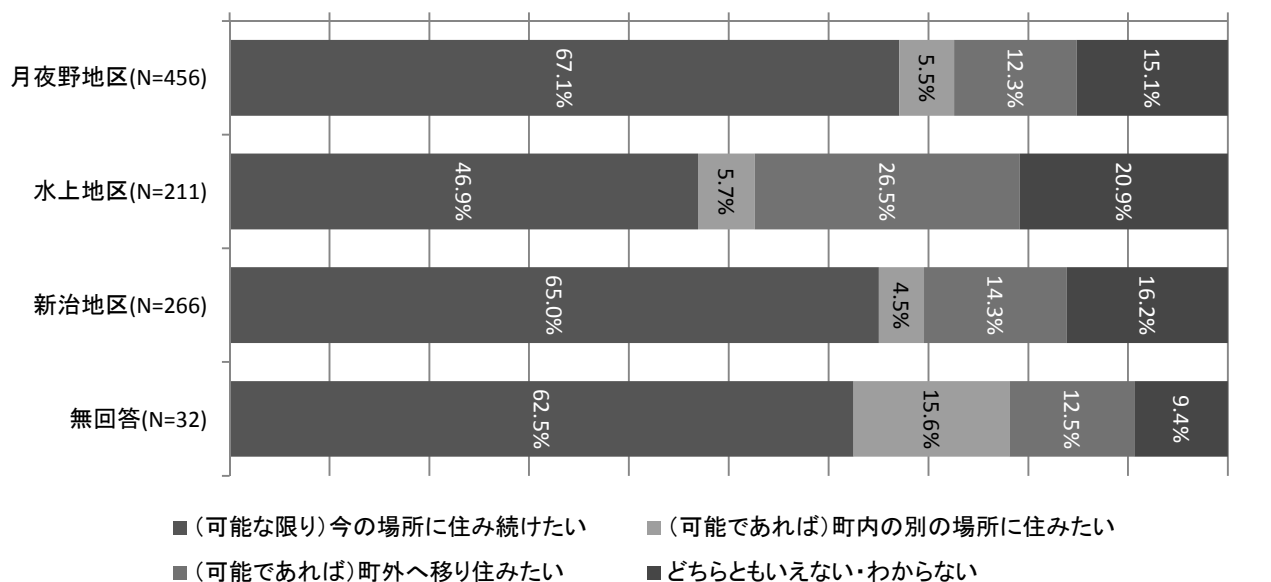 月夜野地区(N=456)
67.1%
5.5%
12.3%
15.1%
水上地区(N=211)
46.9%
5.7%
26.5%
20.9%
新治地区(N=266)
65.0%
4.5%
14.3%
16.2%
無回答(N=32)
62.5%
15.6%
12.5%
9.4%
（可能な限り）今の場所に住み続けたい
（可能であれば）町内の別の場所に住みたい
（可能であれば）町外へ移り住みたい
どちらともいえない・わからない